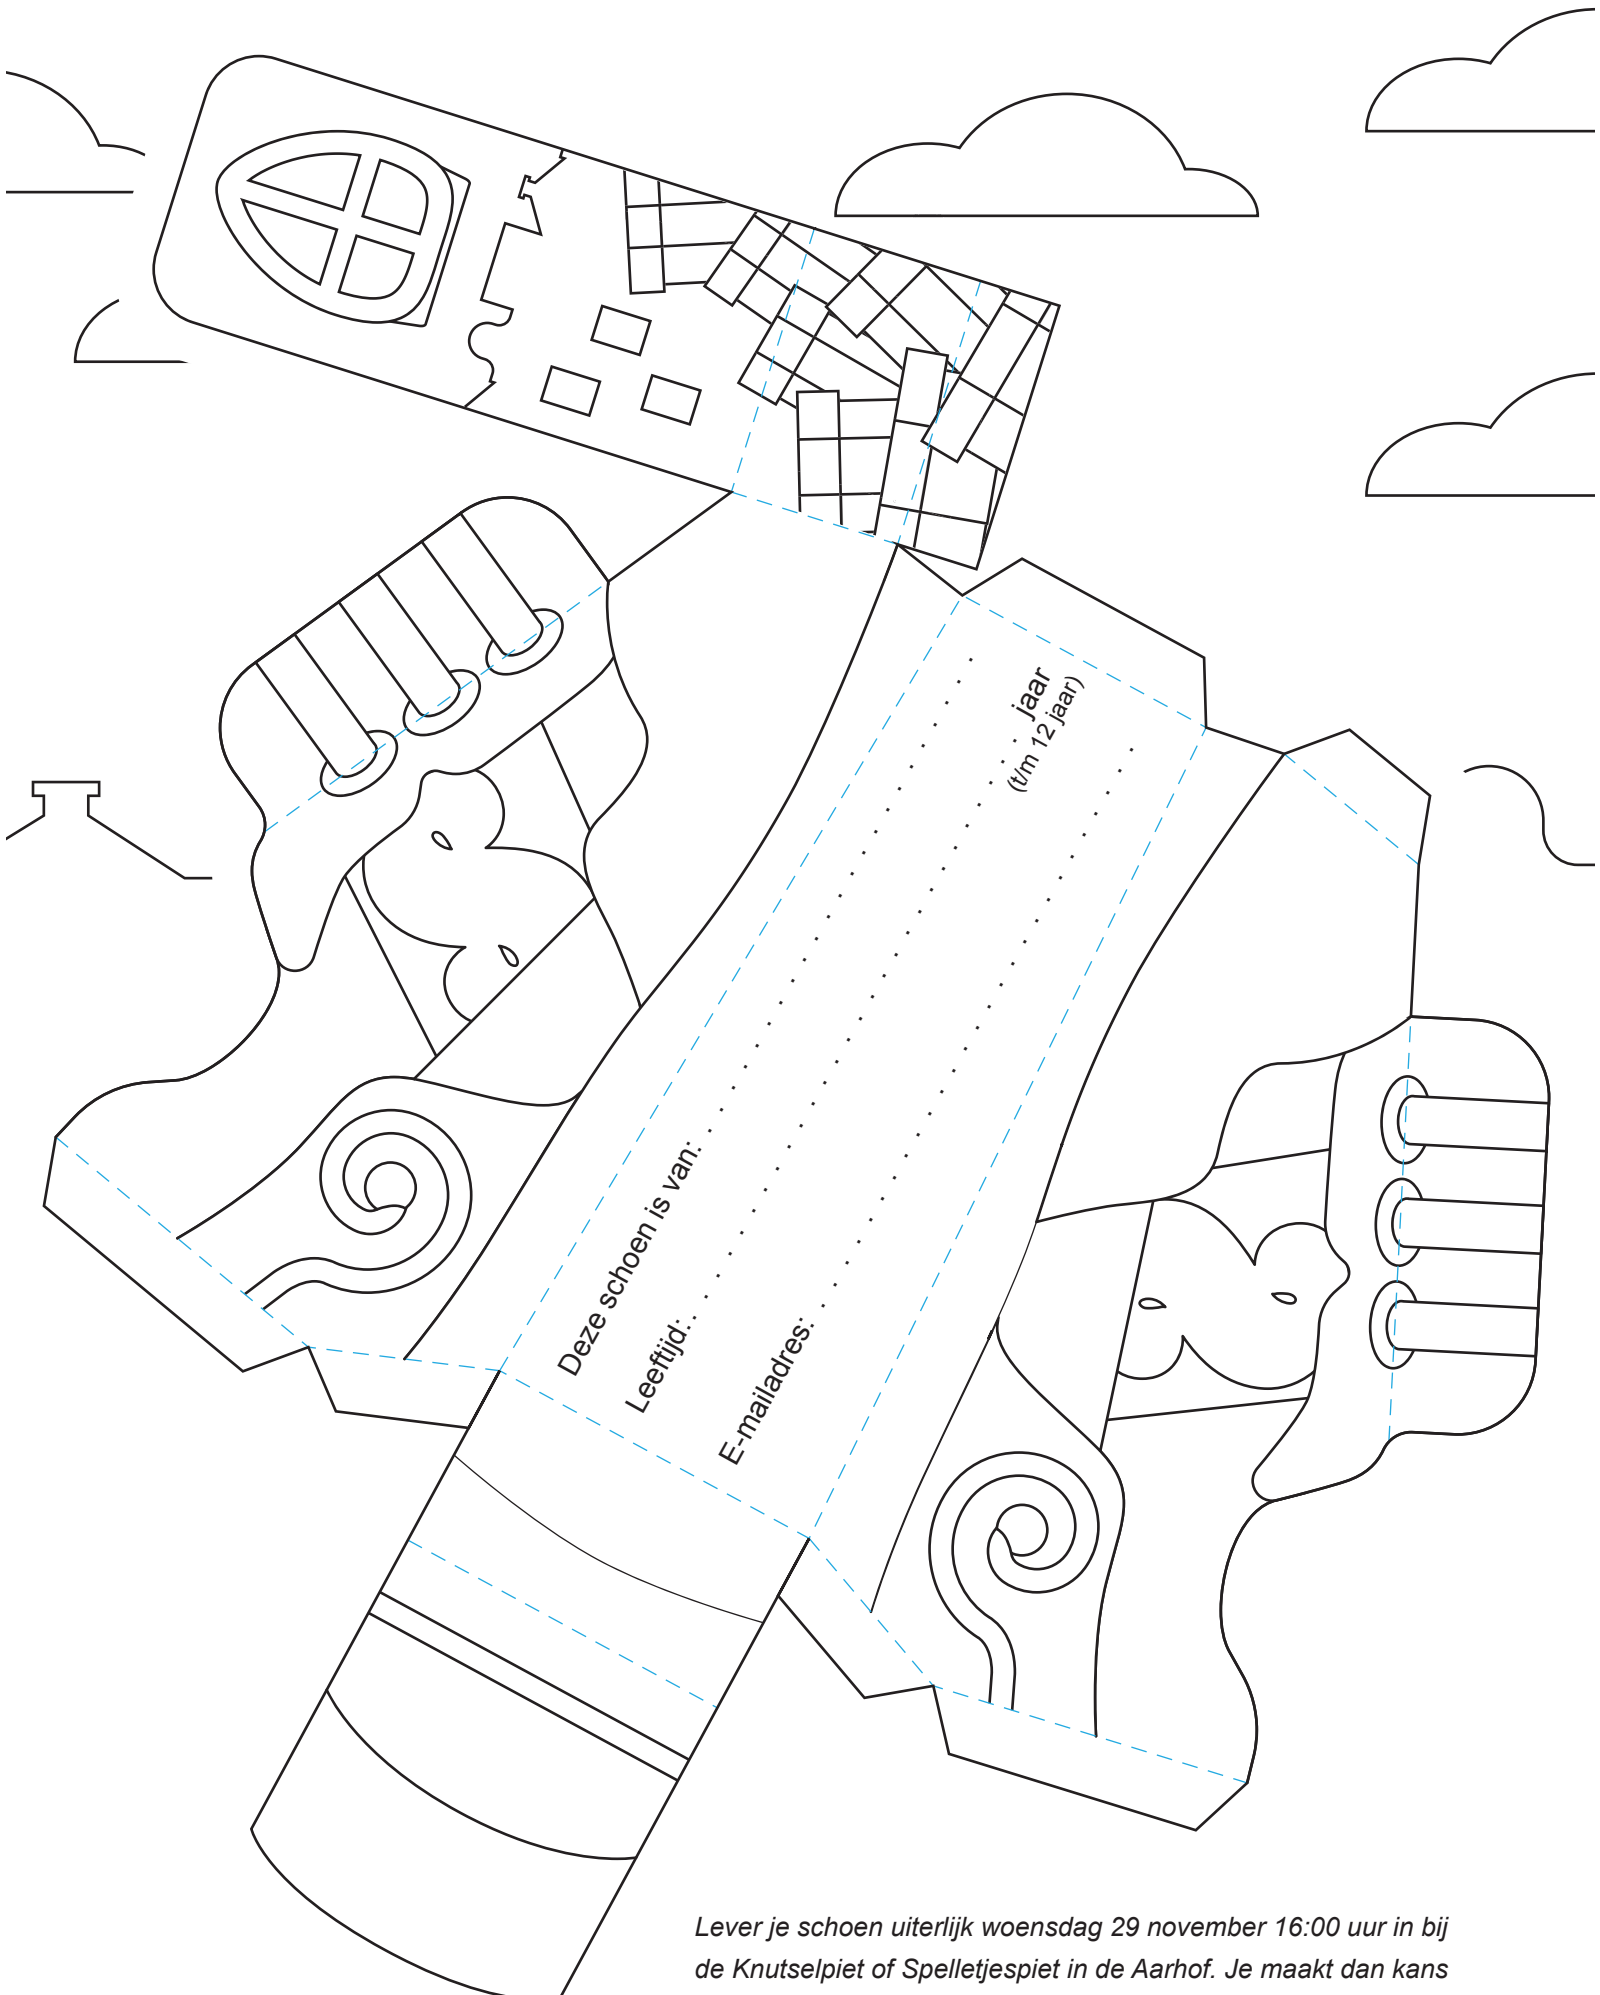 Deze schoen is van: . . . . . . . . . . . . . . . . . . . . . . . . . . . . . . . . . .
Leeftijd:. . . . . . . . . . . . . . . . . . . . . . . . . . . . . . jaar
(t/m 12 jaar)
E-mailadres: . . . . . . . . . . . . . . . . . . . . . . . . . . . . . .
Lever je schoen uiterlijk woensdag 29 november 16:00 uur in bij
de Knutselpiet of Spelletjespiet in de Aarhof. Je maakt dan kans